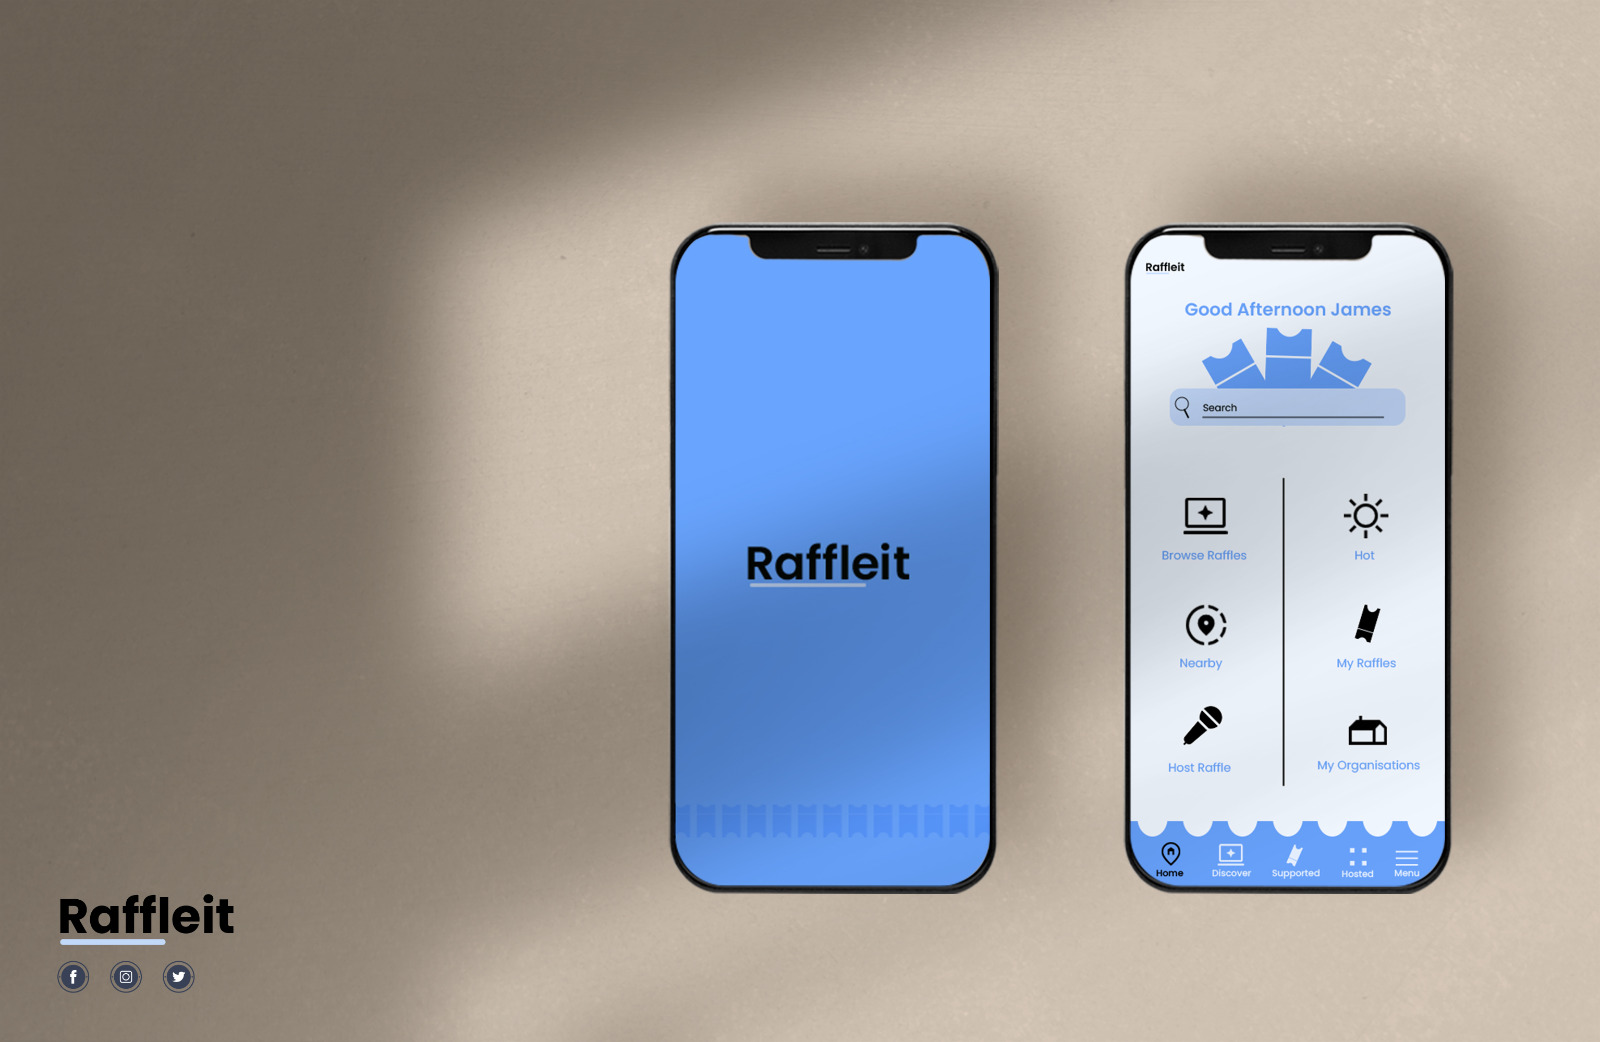 Raffleit
Raffleit
Good Afternoon James
Search
Browse Raffles
Hot
Nearby
My Raffles
Host Raffle
My Organisations
Home
Discover
Supported
Hosted
Menu
Raffleit